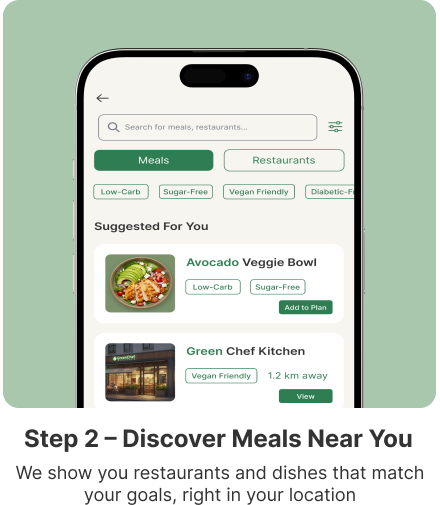 Search for meals, restaurants...
Meals
Restaurants
Low-Carb
Sugar-Free
Vegan Friendly
Diabetic-F
Suggested For You
Avocado Veggie Bowl
Low-Carb
Sugar-Free
Add to Plan
GreenChef
Green Chef Kitchen
Vegan Friendly
1.2 km away
View
Step 2 – Discover Meals Near You
We show you restaurants and dishes that match
your goals, right in your location